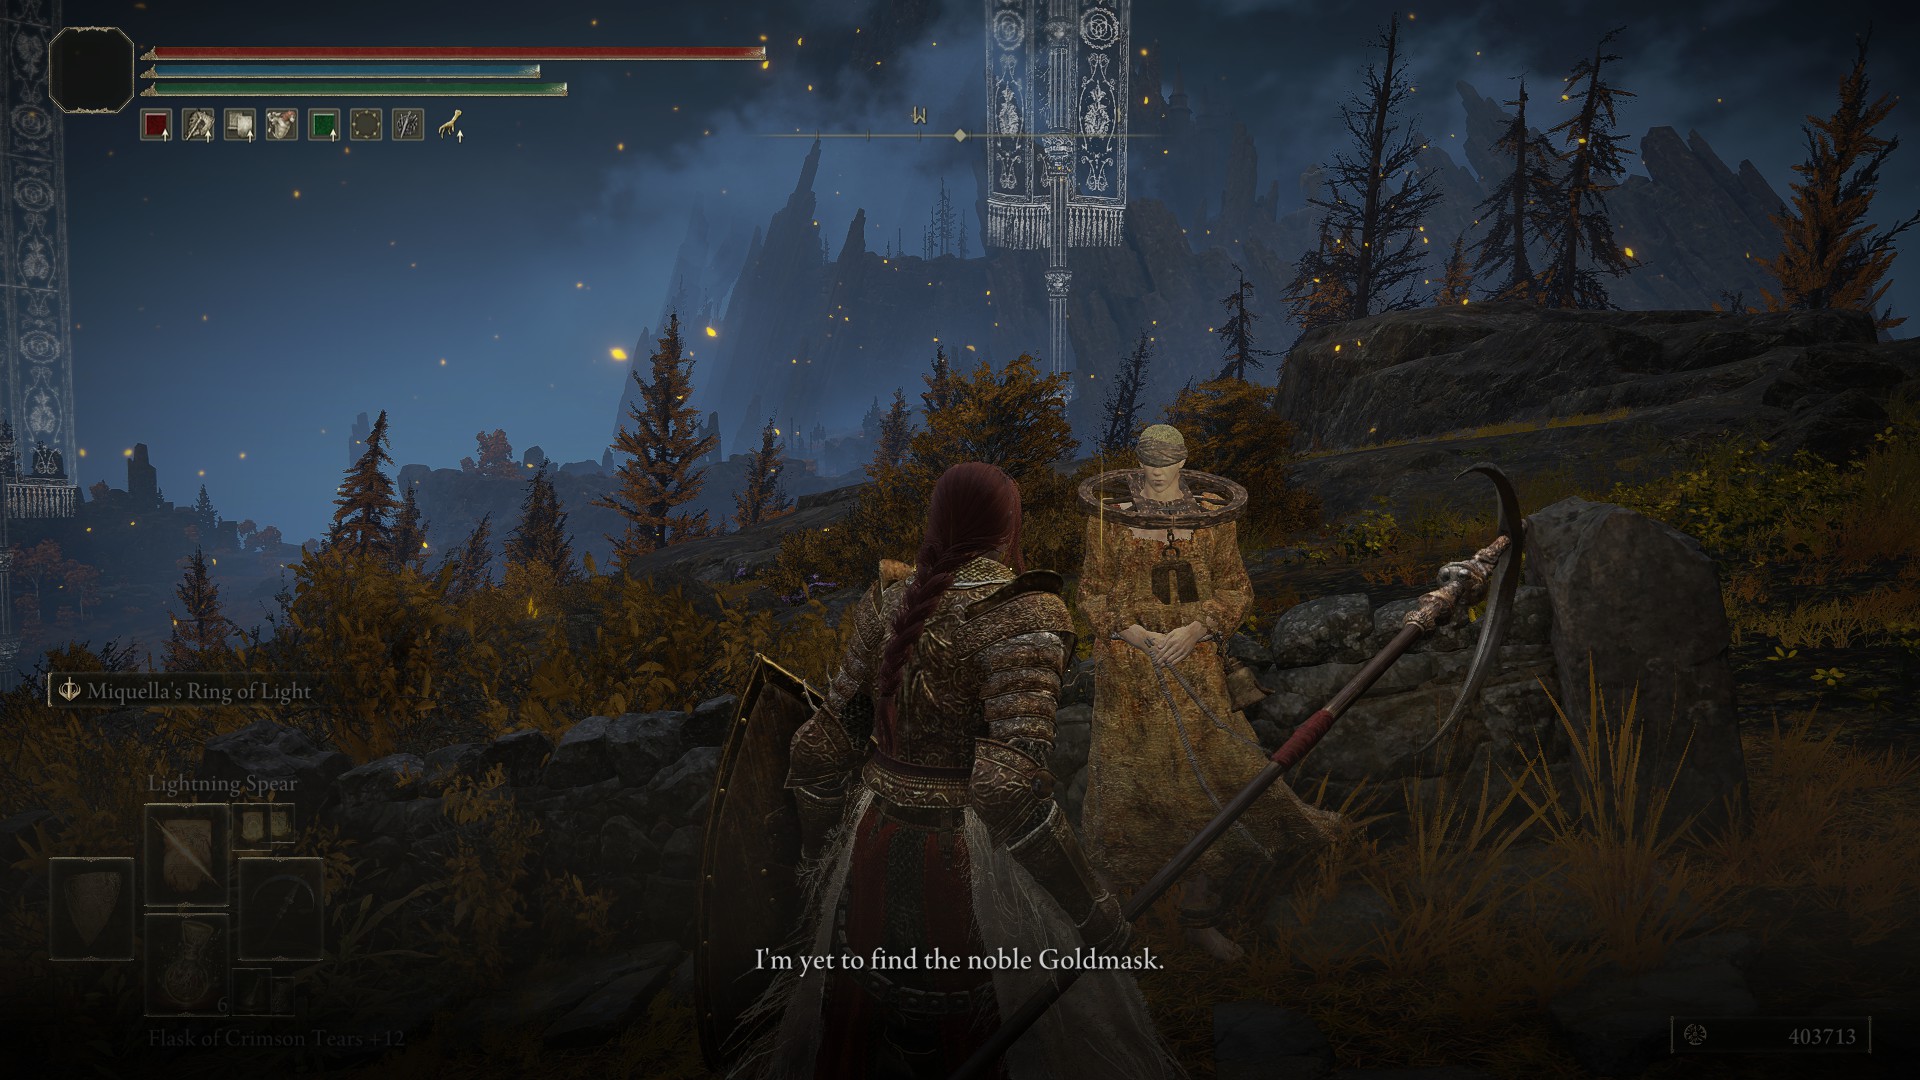 W
Miquella's Ring of Light
Lightning Spear
6
Flask of Crimson Tears +12
I'm yet to find the noble Goldmask.
403713